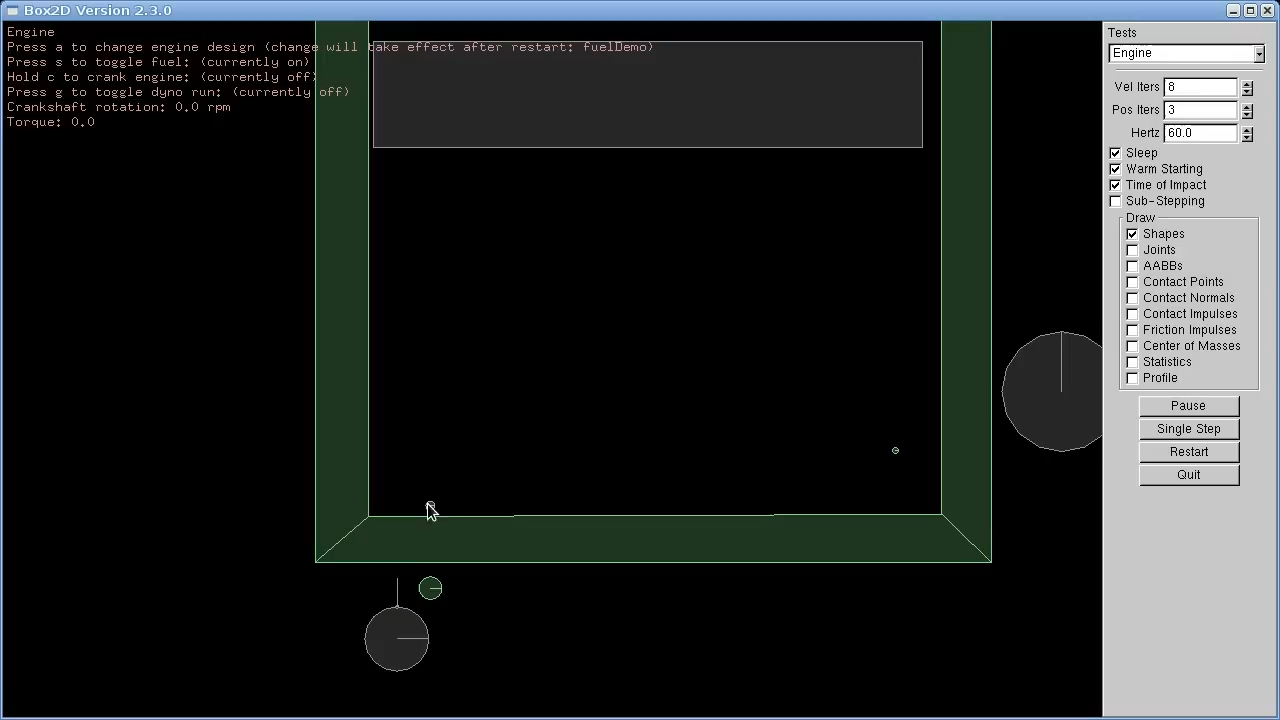 Box2D Version 2.3.0
Engine
Press a to change engine design (change will take effect after restart: fuelDemo)
Press s to toggle fuel: (currently on)
Hold c to crank engine: (currently off)
Press g to toggle dyno run: (currently off)
Crankshaft rotation: 0.0 rpm
Torque: 0.0
Tests
Engine
Vel Iters 8
Pos Iters 3
Hertz 60.0
Sleep
Warm Starting
Time of Impact
Sub-Stepping
Draw
Shapes
Joints
AABBs
Contact Points
Contact Normals
Contact Impulses
Friction Impulses
Center of Masses
Statistics
Profile
Pause
Single Step
Restart
Quit